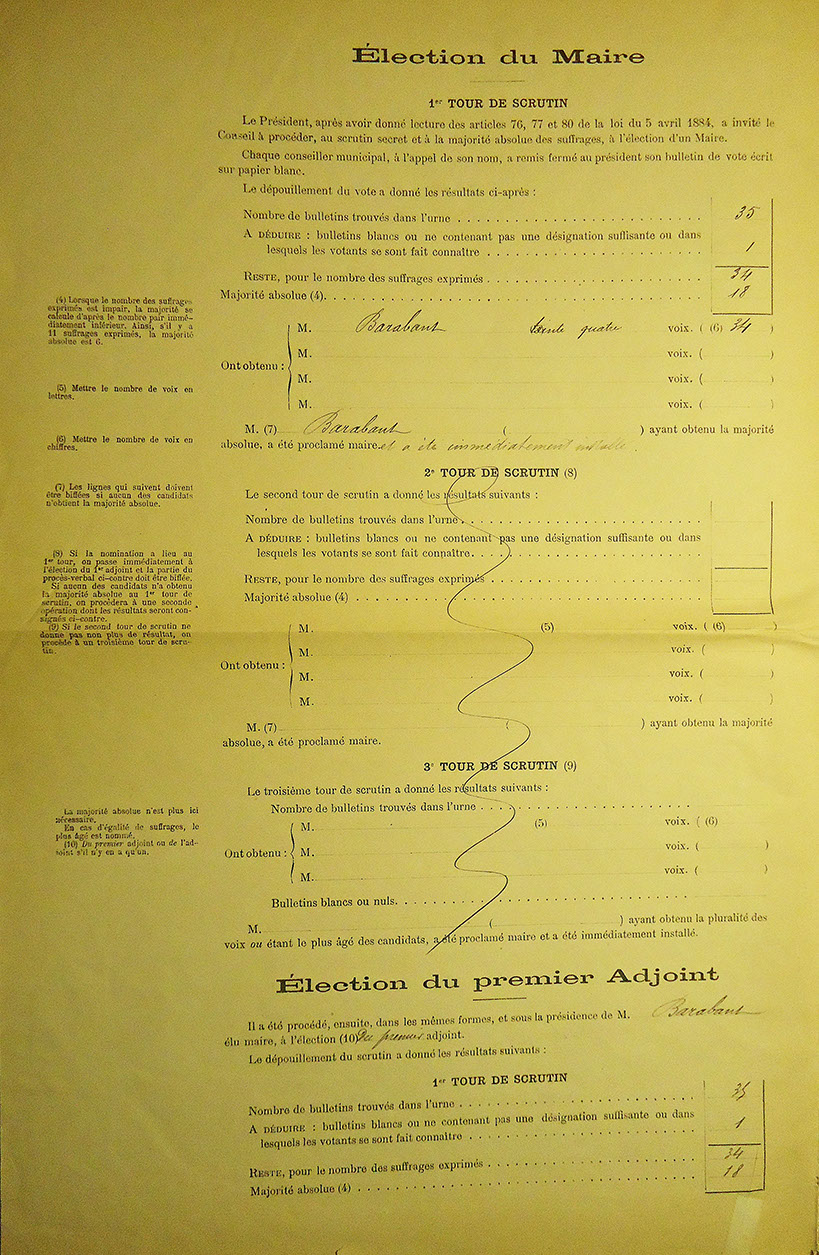 Élection du Maire
1er TOUR DE SCRUTIN
Le Président, après avoir donné lecture des articles 76, 77 et 80 de la loi du 5 avril 1884, a invité le
Conseil à procéder, au scrutin secret et à la majorité absolue des suffrages, à l'élection d'un Maire.
Chaque conseiller municipal, à l'appel de son nom, a remis fermé au président son bulletin de vote écrit
sur papier blanc.
Le dépouillement du vote a donné les résultats ci-après :
Nombre de bulletins trouvés dans l'urne 35
A DÉDUIRE : bulletins blancs ou ne contenant pas une désignation suffisante ou dans
lesquels les votants se sont fait connaître 1
RESTE, pour le nombre des suffrages exprimés 34
Majorité absolue (4). 18
(4) Lorsque le nombre des suffrages
exprimés est impair, la majorité se
calcule d'après le nombre pair immé-
diatement inférieur. Ainsi, s'il y a
11 suffrages exprimés, la majorité
absolue est 6.
(5) Mettre le nombre de voix en
lettres.
(6) Mettre le nombre de voix en
chiffres.
(7) Les lignes qui suivent doivent
être biffées si aucun des candidats
n'obtient la majorité absolue.
(8) Si la nomination a lieu au
1er tour, on passe immédiatement à
l'élection du 1er adjoint et la partie du
procès-verbal ci-contre doit être biffée.
Si aucun des candidats n'a obtenu
la majorité absolue au 1er tour de
scrutin, on procèdera à une seconde
opération dont les résultats seront con-
signés ci-contre.
(9) Si le second tour de scrutin ne
donne pas non plus de résultat, on
procède à un troisième tour de scru-
tin.
La majorité absolue n'est plus ici
nécessaire.
En cas d'égalité de suffrages, le
plus âgé est nommé.
(10) Du premier adjoint ou de l'ad-
joint s'il n'y en a qu'un.
Ont obtenu :
M. Barabant trente quatre voix. ( (6) 34 )
M. voix. ( )
M. voix. ( )
M. voix. ( )
M. (7) Barabant ( ) ayant obtenu la majorité
absolue, a été proclamé maire et a été immédiatement installé.
2e TOUR DE SCRUTIN (8)
Le second tour de scrutin a donné les résultats suivants :
Nombre de bulletins trouvés dans l'urne.
A DÉDUIRE : bulletins blancs ou ne contenant pas une désignation suffisante ou dans
lesquels les votants se sont fait connaître.
RESTE, pour le nombre des suffrages exprimés
Majorité absolue (4)
Ont obtenu :
M. (5) voix. ( (6) )
M. voix. ( )
M. voix. ( )
M. voix. ( )
M. (7) ( ) ayant obtenu la majorité
absolue, a été proclamé maire.
3e TOUR DE SCRUTIN (9)
Le troisième tour de scrutin a donné les résultats suivants :
Nombre de bulletins trouvés dans l'urne
Ont obtenu :
M. (5) voix. ( (6)
M. voix. ( )
M. voix. ( )
Bulletins blancs ou nuls.
M. ( ) ayant obtenu la pluralité des
voix ou étant le plus âgé des candidats, a été proclamé maire et a été immédiatement installé.
Élection du premier Adjoint
Il a été procédé, ensuite, dans les mêmes formes, et sous la présidence de M. Barabant
élu maire, à l'élection (10) du premier adjoint.
Le dépouillement du scrutin a donné les résultats suivants :
1er TOUR DE SCRUTIN
Nombre de bulletins trouvés dans l'urne 35
A DÉDUIRE : bulletins blancs ou ne contenant pas une désignation suffisante ou dans
lesquels les votants se sont fait connaître 1
RESTE, pour le nombre des suffrages exprimés 34
Majorité absolue (4) 18